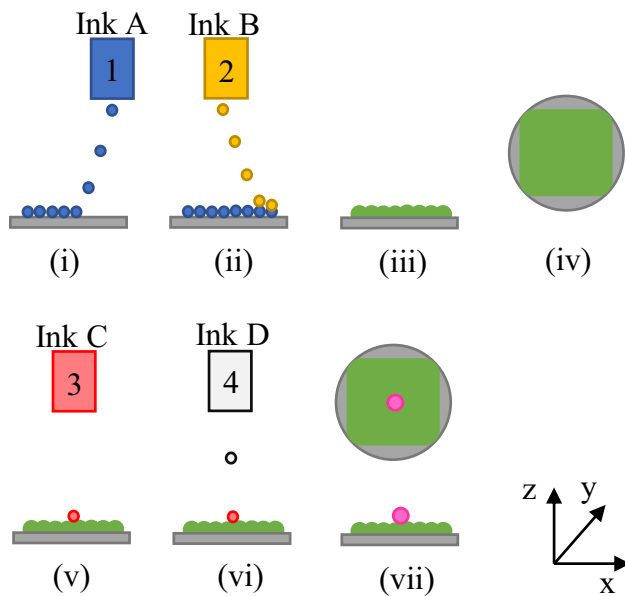 Ink A
Ink B
1
2
(i)
(ii)
(iii)
(iv)
Ink C
Ink D
3
4
z
y
x
(v)
(vi)
(vii)